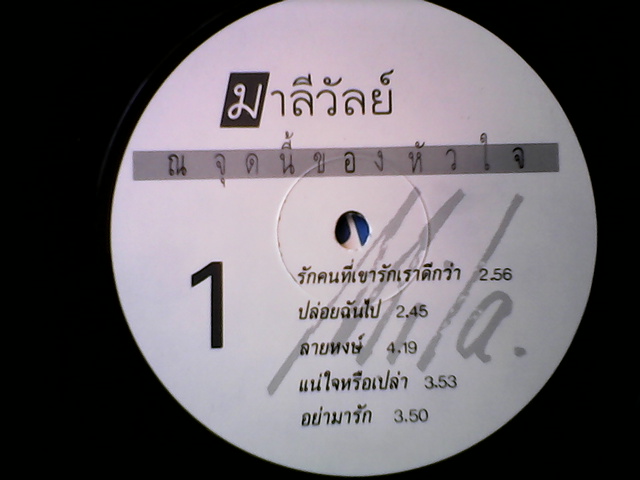 มาลีวัลย์
ณ จุดนี้ของหัวใจ
1
Mila.
รักคนที่เขารักเราดีกว่า 2.56
ปล่อยฉันไป 2.45
ลายหงษ์ 4.19
แน่ใจหรือเปล่า 3.53
อย่ามารัก 3.50